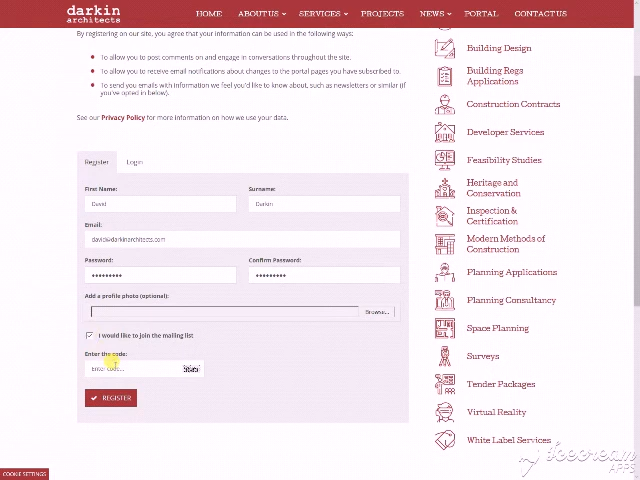 darkin
architects
HOME
ABOUT US
SERVICES
PROJECTS
NEWS
PORTAL
CONTACT US
By registering on our site, you agree that your information can be used in the following ways:
To allow you to post comments on and engage in conversations throughout the site.
To allow you to receive email notifications about changes to the portal pages you have subscribed to.
To send you emails with information we feel you'd like to know about, such as newsletters or similar (if
you've opted in below).
See our Privacy Policy for more information on how we use your data.
Register
Login
First Name:
Surname:
David
Darkin
Email:
david@darkinarchitects.com
Password:
Confirm Password:
Add a profile photo (optional):
Browse...
I would like to join the mailing list
Enter the code:
Enter code...
REGISTER
Building Design
Building Regs
Applications
Construction Contracts
Developer Services
Feasibility Studies
Heritage and
Conservation
Inspection &
Certification
Modern Methods of
Construction
Planning Applications
Planning Consultancy
Space Planning
Surveys
Tender Packages
Virtual Reality
White Label Services
COOKIE SETTINGS
Icecream
APPS